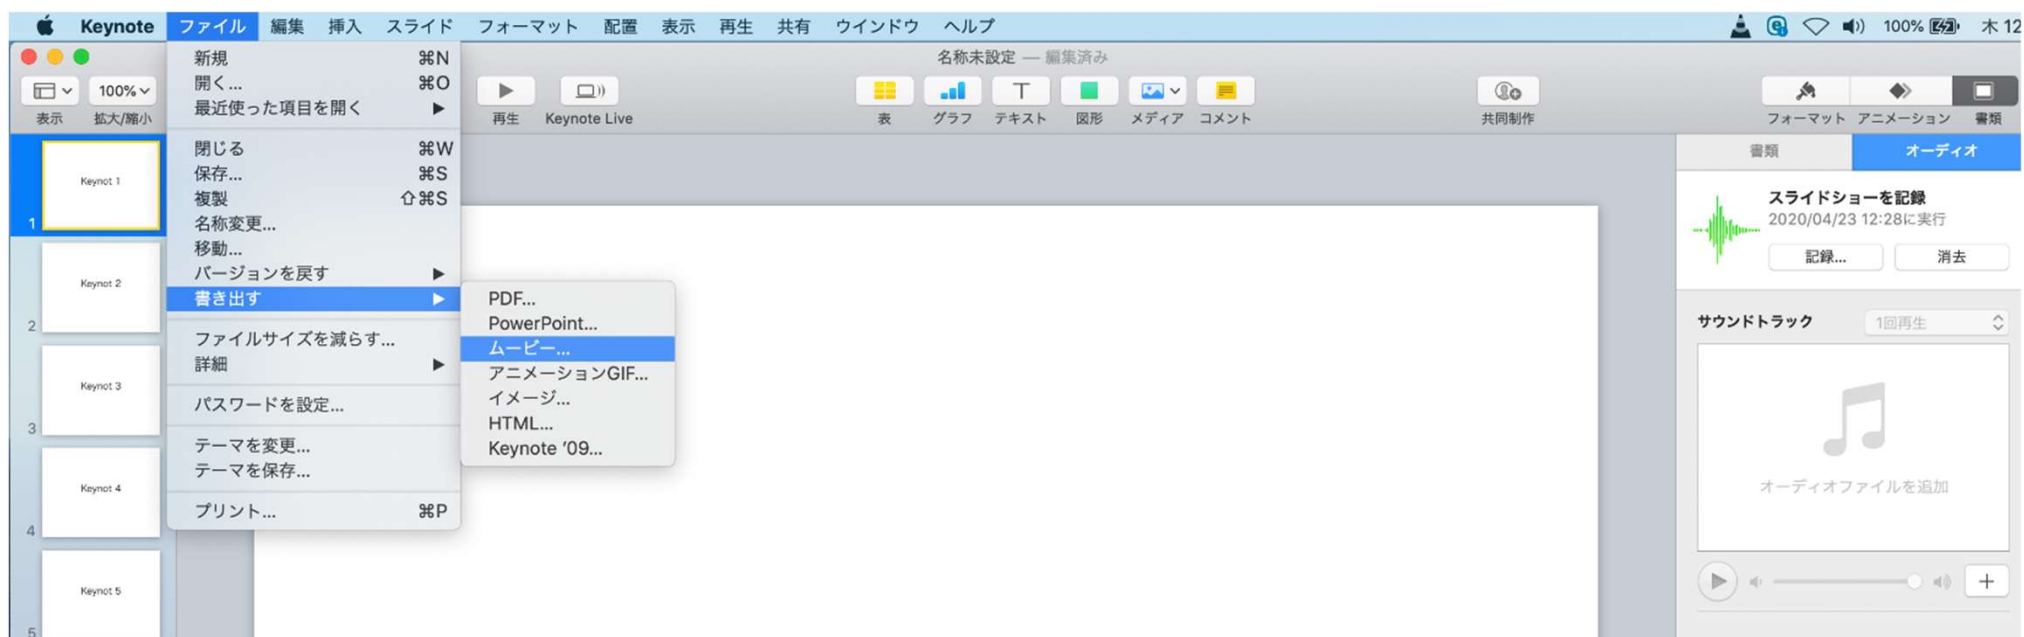 Keynote ファイル 編集 挿入 スライド フォーマット 配置 表示 再生 共有 ウインドウ ヘルプ 100% 木 12
名称未設定 — 編集済み
100%
表示 拡大/縮小 再生 Keynote Live 表 グラフ テキスト 図形 メディア コメント 共同制作 フォーマット アニメーション 書類
新規 ⌘N
開く... ⌘O
最近使った項目を開く ▶
閉じる ⌘W
保存... ⌘S
複製 ⇧⌘S
名称変更...
移動...
バージョンを戻す ▶
書き出す ▶
ファイルサイズを減らす...
詳細 ▶
パスワードを設定...
テーマを変更...
テーマを保存...
プリント... ⌘P
PDF...
PowerPoint...
ムービー...
アニメーションGIF...
イメージ...
HTML...
Keynote ’09...
Keynot 1
1
Keynot 2
2
Keynot 3
3
Keynot 4
4
Keynot 5
5
書類 オーディオ
スライドショーを記録
2020/04/23 12:28に実行
記録... 消去
サウンドトラック 1回再生
オーディオファイルを追加